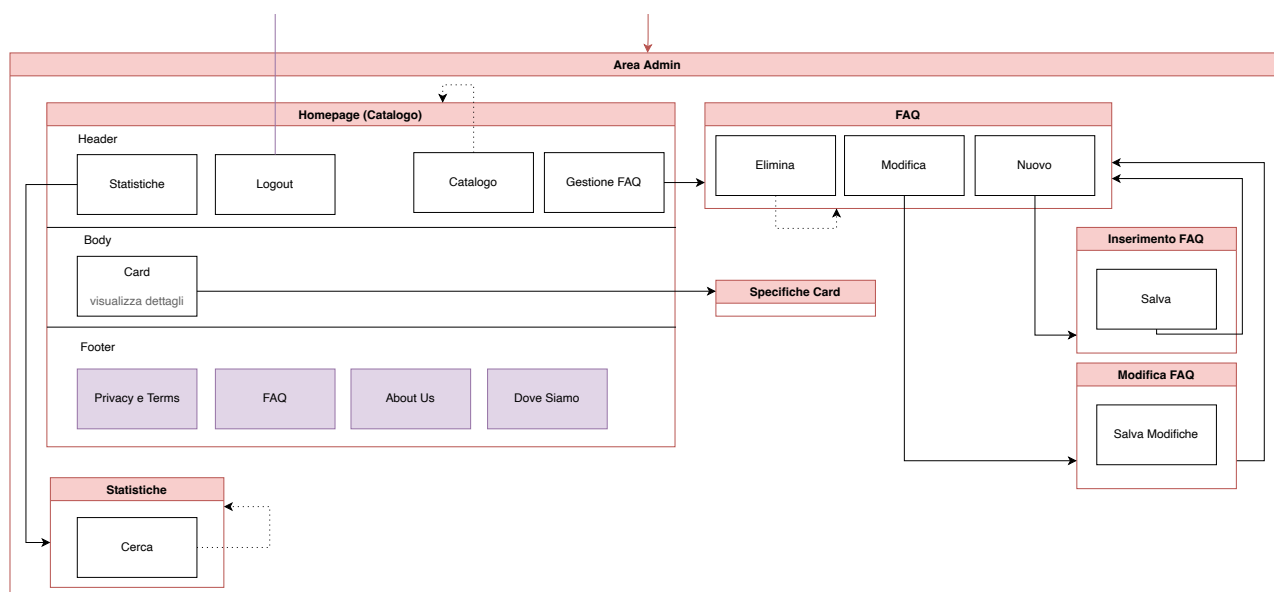 Area Admin
Homepage (Catalogo)
Header
Statistiche
Logout
Catalogo
Gestione FAQ
Body
Card
visualizza dettagli
Footer
Privacy e Terms
FAQ
About Us
Dove Siamo
FAQ
Elimina
Modifica
Nuovo
Specifiche Card
Inserimento FAQ
Salva
Modifica FAQ
Salva Modifiche
Statistiche
Cerca